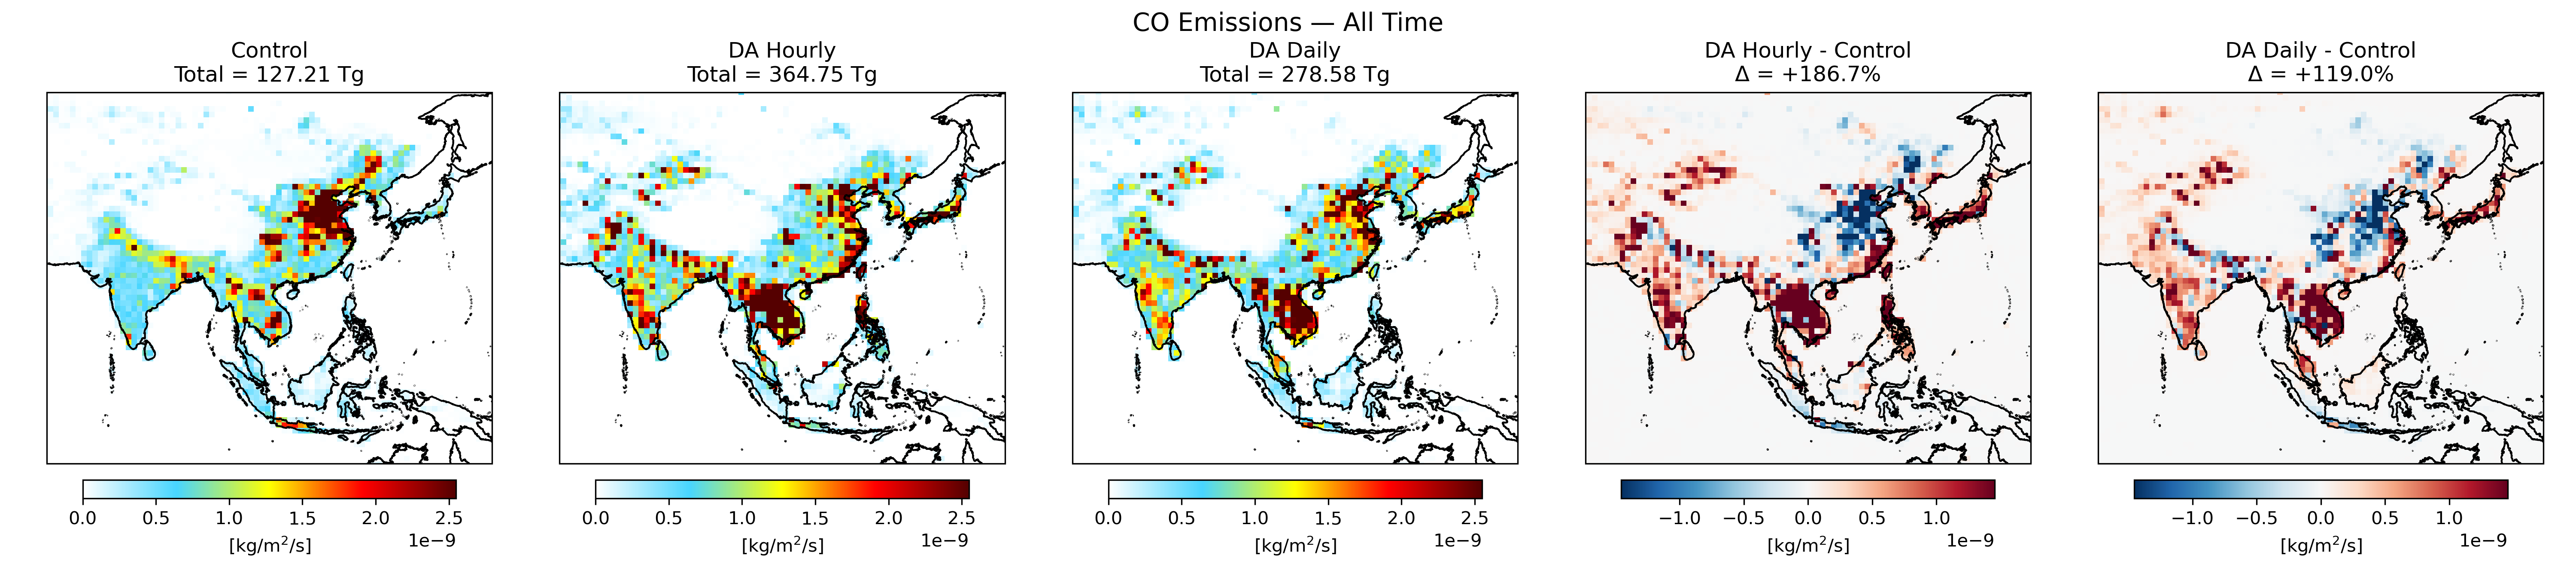 CO Emissions — All Time
Control
Total = 127.21 Tg
DA Hourly
Total = 364.75 Tg
DA Daily
Total = 278.58 Tg
DA Hourly - Control
Δ = +186.7%
DA Daily - Control
Δ = +119.0%
0.0 0.5 1.0 1.5 2.0 2.5
1e−9
[kg/m²/s]
0.0 0.5 1.0 1.5 2.0 2.5
1e−9
[kg/m²/s]
0.0 0.5 1.0 1.5 2.0 2.5
1e−9
[kg/m²/s]
−1.0 −0.5 0.0 0.5 1.0
1e−9
[kg/m²/s]
−1.0 −0.5 0.0 0.5 1.0
1e−9
[kg/m²/s]